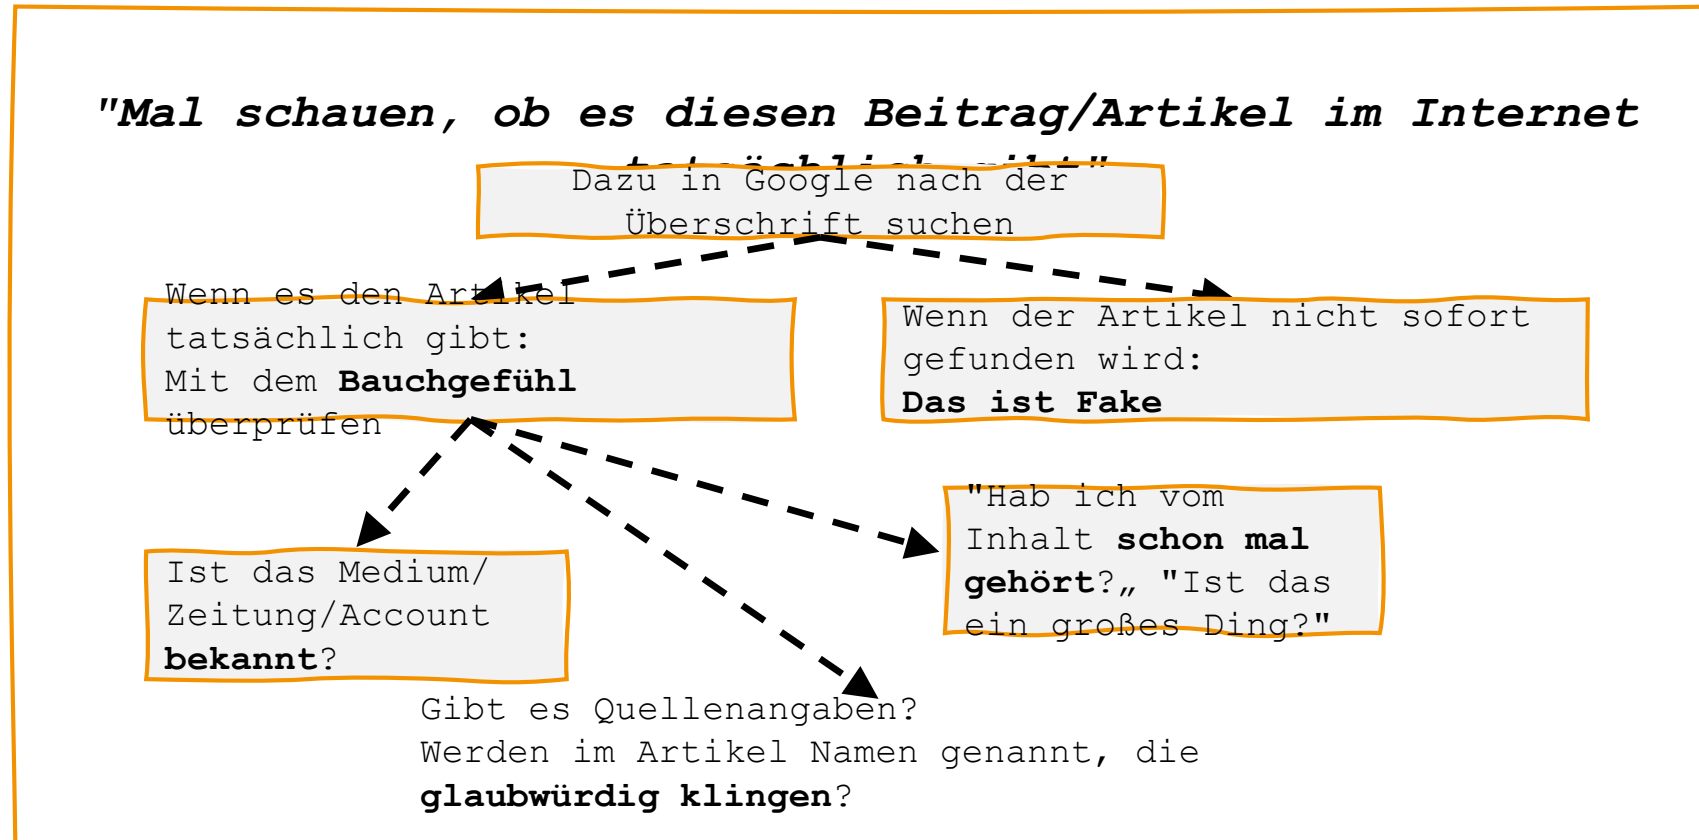 "Mal schauen, ob es diesen Beitrag/Artikel im Internet
tatsächlich gibt"
Dazu in Google nach der
Überschrift suchen
Wenn es den Artikel
tatsächlich gibt:
Mit dem Bauchgefühl
überprüfen
Wenn der Artikel nicht sofort
gefunden wird:
Das ist Fake
"Hab ich vom
Inhalt schon mal
gehört?„ "Ist das
ein großes Ding?"
Ist das Medium/
Zeitung/Account
bekannt?
Gibt es Quellenangaben?
Werden im Artikel Namen genannt, die
glaubwürdig klingen?